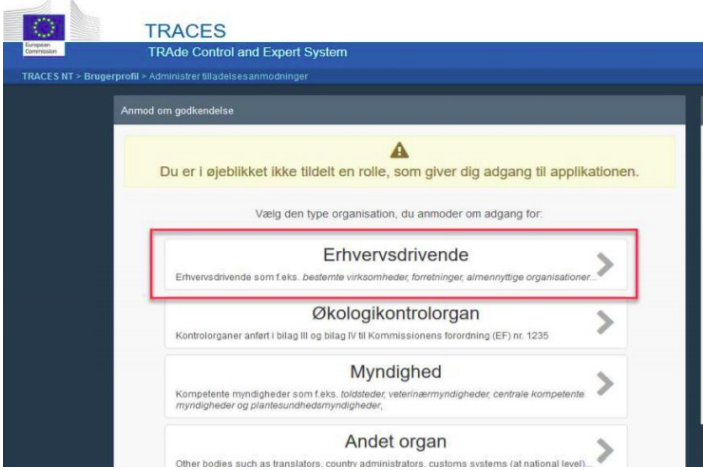 European
Commission
TRACES
TRAde Control and Expert System
TRACES NT > Brugerprofil > Administrer tilladelsesanmodninger
Anmod om godkendelse
Du er i øjeblikket ikke tildelt en rolle, som giver dig adgang til applikationen.
Vælg den type organisation, du anmoder om adgang for:
Erhvervsdrivende
Erhvervsdrivende som f.eks. bestemte virksomheder, forretninger, almennyttige organisationer...
Økologikontrolorgan
Kontrolorganer anført i bilag III og bilag IV til Kommissionens forordning (EF) nr. 1235
Myndighed
Kompetente myndigheder som f.eks. toldsteder, veterinærmyndigheder, centrale kompetente
myndigheder og plantesundhedsmyndigheder,
Andet organ
Other bodies such as translators, country administrators, customs systems (at national level)...